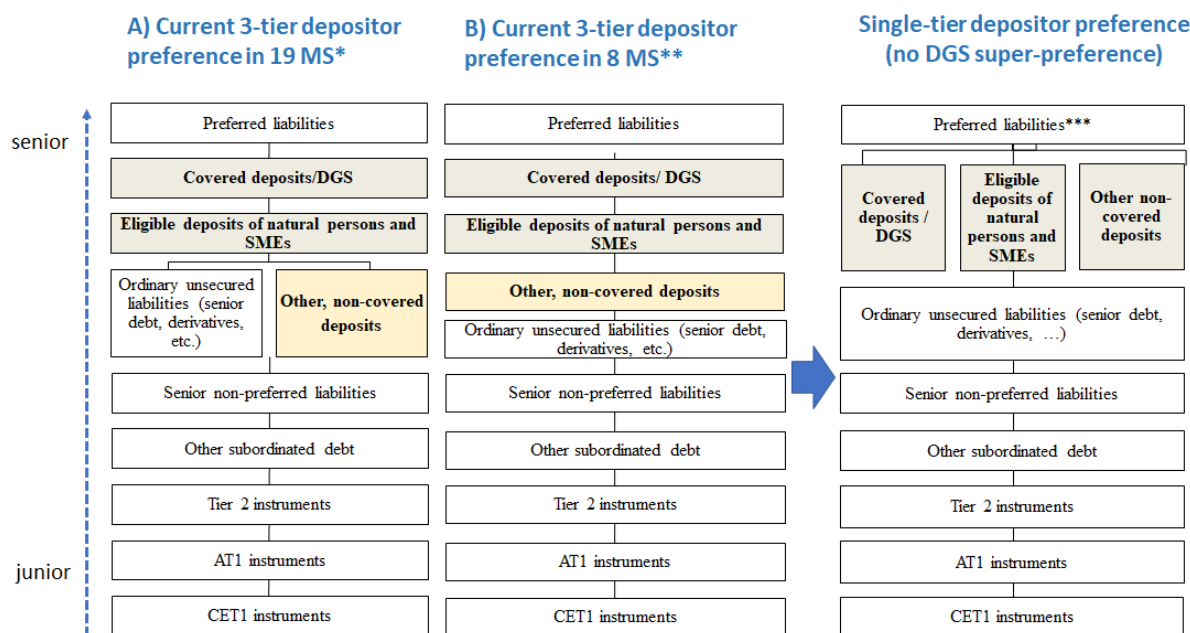 A) Current 3-tier depositor
preference in 19 MS*
B) Current 3-tier depositor
preference in 8 MS**
Single-tier depositor preference
(no DGS super-preference)
senior
junior
Preferred liabilities
Covered deposits/DGS
Eligible deposits of natural persons and
SMEs
Ordinary unsecured
liabilities (senior
debt, derivatives,
etc.)
Other, non-covered
deposits
Senior non-preferred liabilities
Other subordinated debt
Tier 2 instruments
AT1 instruments
CET1 instruments
Preferred liabilities
Covered deposits/ DGS
Eligible deposits of natural persons and
SMEs
Other, non-covered deposits
Ordinary unsecured liabilities (senior debt,
derivatives, etc.)
Senior non-preferred liabilities
Other subordinated debt
Tier 2 instruments
AT1 instruments
CET1 instruments
Preferred liabilities***
Covered
deposits /
DGS
Eligible
deposits of
natural
persons and
SMEs
Other non-
covered
deposits
Ordinary unsecured liabilities (senior debt,
derivatives, …)
Senior non-preferred liabilities
Other subordinated debt
Tier 2 instruments
AT1 instruments
CET1 instruments